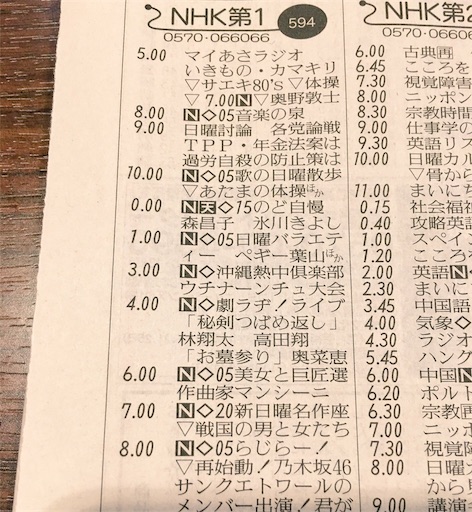 NHK第1 594
0570・066066
5.00 マイあさラジオ
いきもの・カマキリ
▽サエキ80's ▽体操
▽7.00N▽奥野敦士
8.00 N◇05音楽の泉
9.00 日曜討論 各党論戦
TPP・年金法案は
過労自殺の防止策は
10.00 N◇05歌の日曜散歩
▽あたまの体操ほか
0.00 N天◇15のど自慢
森昌子 氷川きよし
1.00 N◇05日曜バラエテ
ィー ペギー葉山ほか
3.00 N◇沖縄熱中倶楽部
ウチナーンチュ大会
4.00 N◇劇ラヂ!ライブ
「秘剣つばめ返し」
林翔太 高田翔
「お墓参り」奥菜恵
6.00 N◇05美女と巨匠選
作曲家マンシーニ
7.00 N◇20新日曜名作座
▽戦国の男と女たち
8.00 N◇05らじらー!
▽再始動!乃木坂46
サンクエトワールの
メンバー出演!君が
NHK第
0570・06606
6.00 古典画
6.45 こころを
7.30 視覚障害
8.00 ニッポン
8.30 宗教時間
9.00 仕事学の
9.30 英語リス
10.00 日曜カル
▽骨から
11.00 まいにち
0.15 社会福祉
0.40 攻略英語
1.00 スペイ
1.20 こころ
2.00 英語N
2.30 まいに
3.45 中国語
4.00 気象◇
4.30 ラジオ
5.45 ハング
6.00 中国N
6.20 ポルト
6.30 宗教
7.00 ニッポ
7.30 視覚障
8.00 日曜
から
9.00 講演